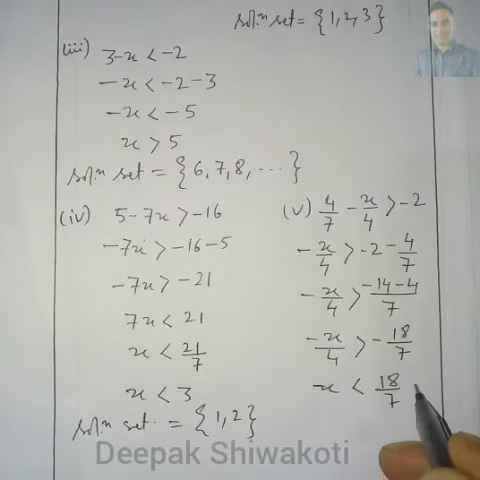 soln set = {1,2,3}
(iii) 3-x < -2
-x < -2-3
-x < -5
x > 5
soln set = {6,7,8,...}
(iv) 5-7x > -16
-7x > -16-5
-7x > -21
7x < 21
x < 21/7
x < 3
soln set. = {1,2}
(v) 4/7 - x/4 > -2
-x/4 > -2 - 4/7
-x/4 > (-14-4)/7
-x/4 > -18/7
x < 18/7
Deepak Shiwakoti